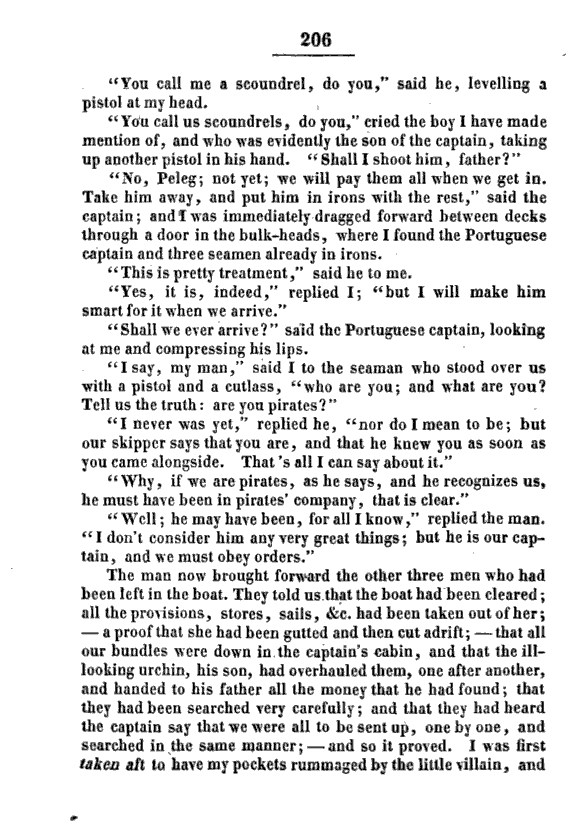 206
“You call me a scoundrel, do you,” said he, levelling a
pistol at my head.
“You call us scoundrels, do you,” cried the boy I have made
mention of, and who was evidently the son of the captain, taking
up another pistol in his hand. “Shall I shoot him, father?”
“No, Peleg; not yet; we will pay them all when we get in.
Take him away, and put him in irons with the rest,” said the
captain; and I was immediately dragged forward between decks
through a door in the bulk-heads, where I found the Portuguese
captain and three seamen already in irons.
“This is pretty treatment,” said he to me.
“Yes, it is, indeed,” replied I; “but I will make him
smart for it when we arrive.”
“Shall we ever arrive?” said the Portuguese captain, looking
at me and compressing his lips.
“I say, my man,” said I to the seaman who stood over us
with a pistol and a cutlass, “who are you; and what are you?
Tell us the truth: are you pirates?”
“I never was yet,” replied he, “nor do I mean to be; but
our skipper says that you are, and that he knew you as soon as
you came alongside. That’s all I can say about it.”
“Why, if we are pirates, as he says, and he recognizes us,
he must have been in pirates’ company, that is clear.”
“Well; he may have been, for all I know,” replied the man.
“I don’t consider him any very great things; but he is our cap-
tain, and we must obey orders.”
The man now brought forward the other three men who had
been left in the boat. They told us that the boat had been cleared;
all the provisions, stores, sails, &c. had been taken out of her;
— a proof that she had been gutted and then cut adrift; — that all
our bundles were down in the captain’s cabin, and that the ill-
looking urchin, his son, had overhauled them, one after another,
and handed to his father all the money that he had found; that
they had been searched very carefully; and that they had heard
the captain say that we were all to be sent up, one by one, and
searched in the same manner; — and so it proved. I was first
taken aft to have my pockets rummaged by the little villain, and